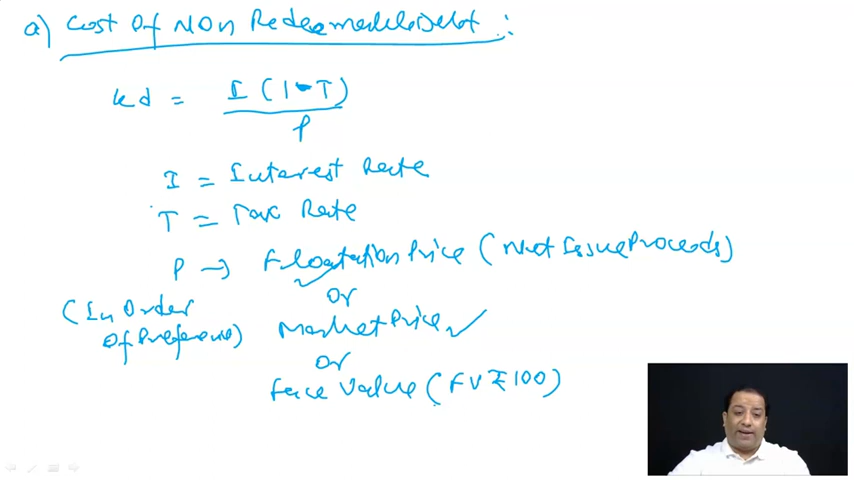 a) Cost Of Non Redeemable Debt :
kd = I (1-T)
P
I = Interest Rate
T = Tax Rate
P → Floatation Price (Net Issue Proceeds)
or
(In Order
Of Preference) Market Price ✓
or
Face Value (FV ₹100)